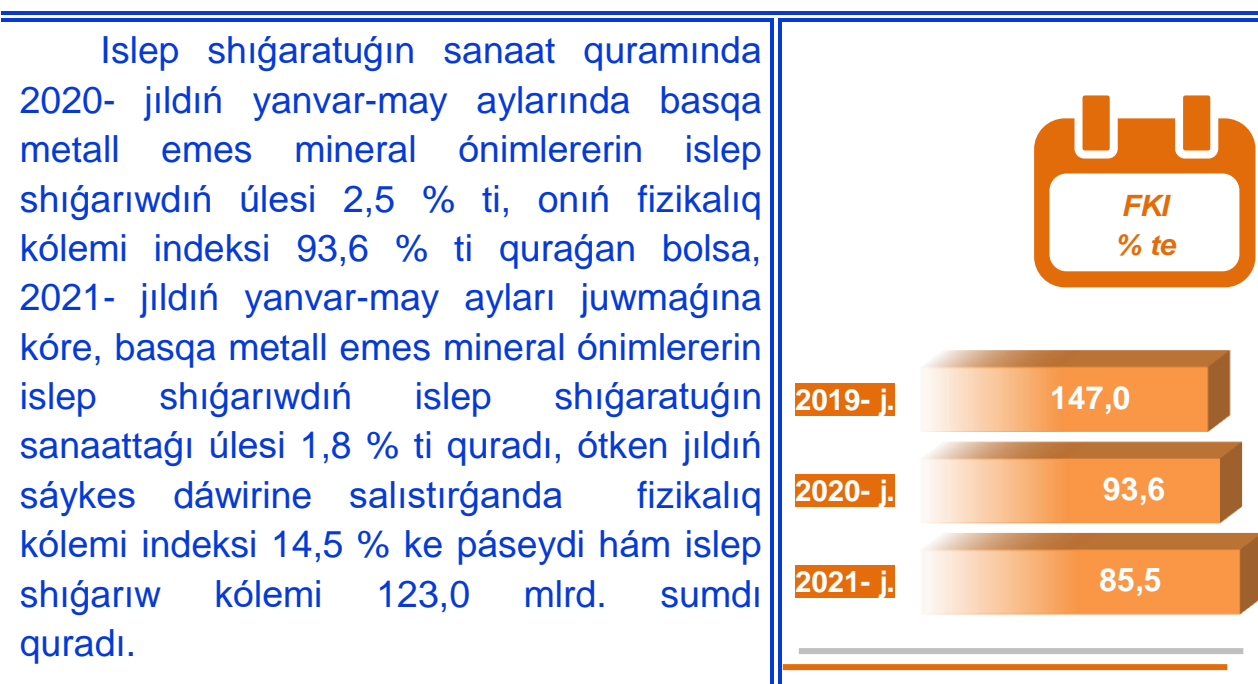 Islep shıǵaratuǵın sanaat quramında
2020- jıldıń yanvar-may aylarında basqa
metall emes mineral ónimlererin islep
shıǵarıwdıń úlesi 2,5 % ti, onıń fizikalıq
kólemi indeksi 93,6 % ti quraǵan bolsa,
2021- jıldıń yanvar-may ayları juwmaǵına
kóre, basqa metall emes mineral ónimlererin
islep shıǵarıwdıń islep shıǵaratuǵın
sanaattaǵı úlesi 1,8 % ti quradı, ótken jıldıń
sáykes dáwirine salıstırǵanda fizikalıq
kólemi indeksi 14,5 % ke páseydi hám islep
shıǵarıw kólemi 123,0 mlrd. sumdı
quradı.
FKI
% te
2019- j. 147,0
2020- j. 93,6
2021- j. 85,5